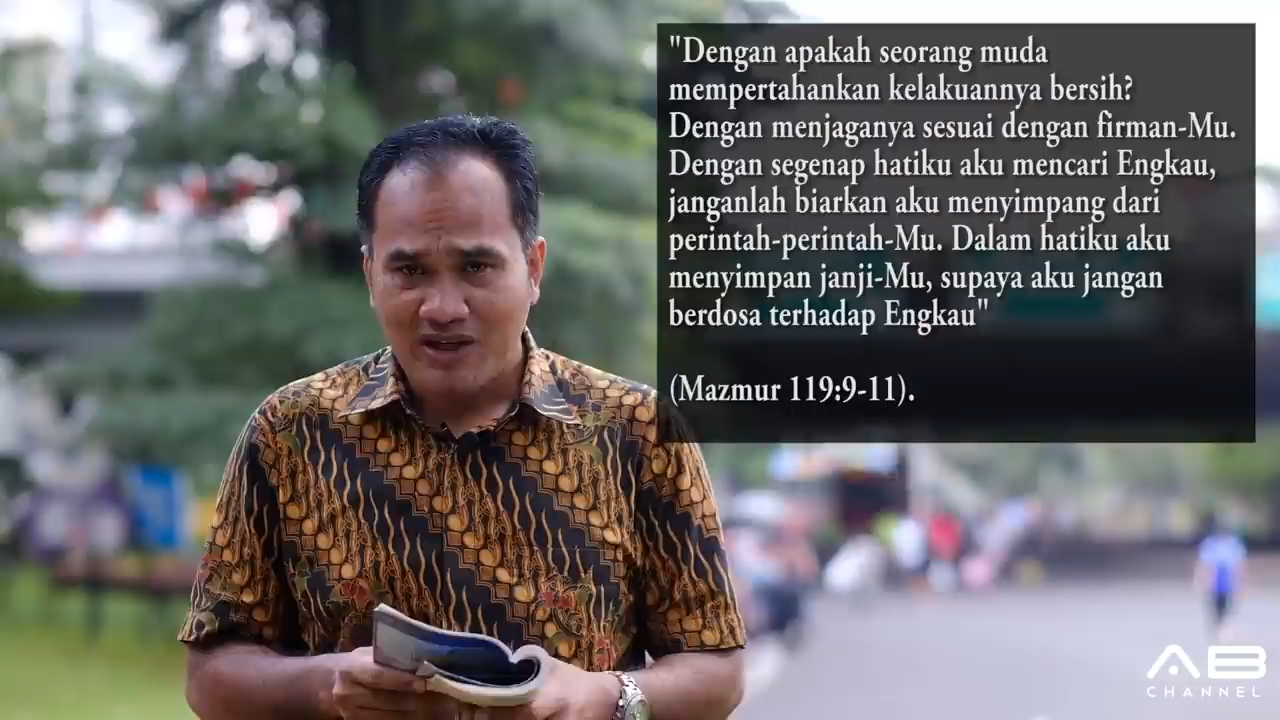 "Dengan apakah seorang muda
mempertahankan kelakuannya bersih?
Dengan menjaganya sesuai dengan firman-Mu.
Dengan segenap hatiku aku mencari Engkau,
janganlah biarkan aku menyimpang dari
perintah-perintah-Mu. Dalam hatiku aku
menyimpan janji-Mu, supaya aku jangan
berdosa terhadap Engkau"
(Mazmur 119:9-11).
AB
CHANNEL